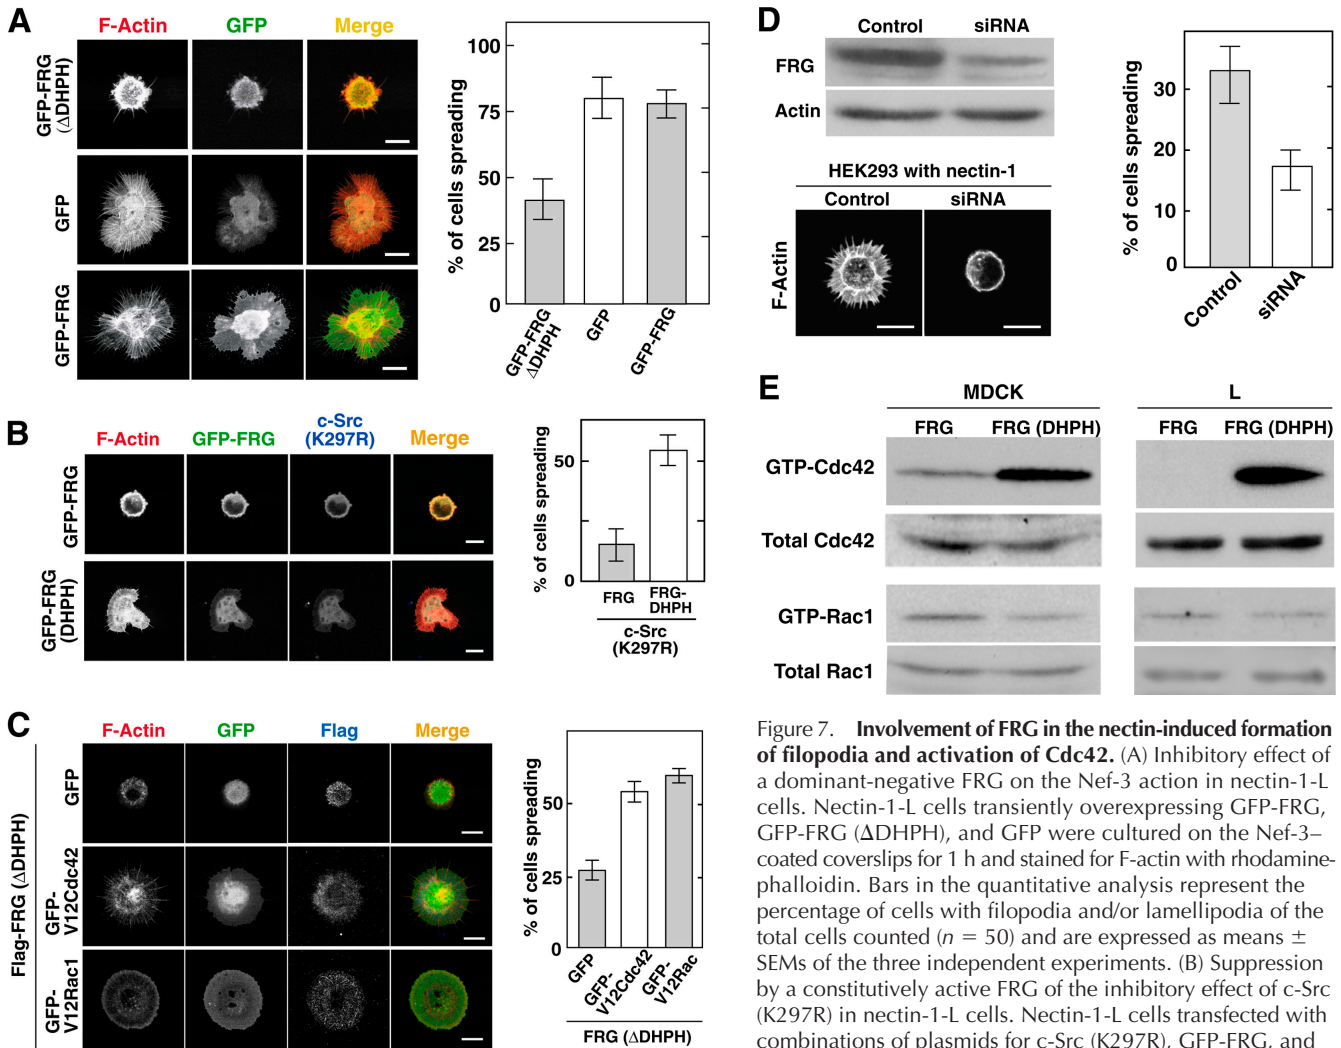 A
F-Actin GFP Merge
GFP-FRG
(ΔDHPH)
GFP
GFP-FRG
% of cells spreading
100
75
50
25
0
GFP-FRG
ΔDHPH
GFP
GFP-FRG
B
F-Actin GFP-FRG c-Src
(K297R) Merge
GFP-FRG
GFP-FRG
(DHPH)
% of cells spreading
50
0
FRG FRG-
DHPH
c-Src
(K297R)
C
F-Actin GFP Flag Merge
Flag-FRG (ΔDHPH)
GFP
GFP-
V12Cdc42
GFP-
V12Rac1
% of cells spreading
50
25
0
GFP
GFP-
V12Cdc42
GFP-
V12Rac
FRG (ΔDHPH)
D
Control siRNA
FRG
Actin
HEK293 with nectin-1
Control siRNA
F-Actin
% of cells spreading
30
20
10
0
Control
siRNA
E
MDCK L
FRG FRG (DHPH) FRG FRG (DHPH)
GTP-Cdc42
Total Cdc42
GTP-Rac1
Total Rac1
Figure 7. Involvement of FRG in the nectin-induced formation
of filopodia and activation of Cdc42. (A) Inhibitory effect of
a dominant-negative FRG on the Nef-3 action in nectin-1-L
cells. Nectin-1-L cells transiently overexpressing GFP-FRG,
GFP-FRG (ΔDHPH), and GFP were cultured on the Nef-3–
coated coverslips for 1 h and stained for F-actin with rhodamine-
phalloidin. Bars in the quantitative analysis represent the
percentage of cells with filopodia and/or lamellipodia of the
total cells counted (n = 50) and are expressed as means ±
SEMs of the three independent experiments. (B) Suppression
by a constitutively active FRG of the inhibitory effect of c-Src
(K297R) in nectin-1-L cells. Nectin-1-L cells transfected with
combinations of plasmids for c-Src (K297R), GFP-FRG, and